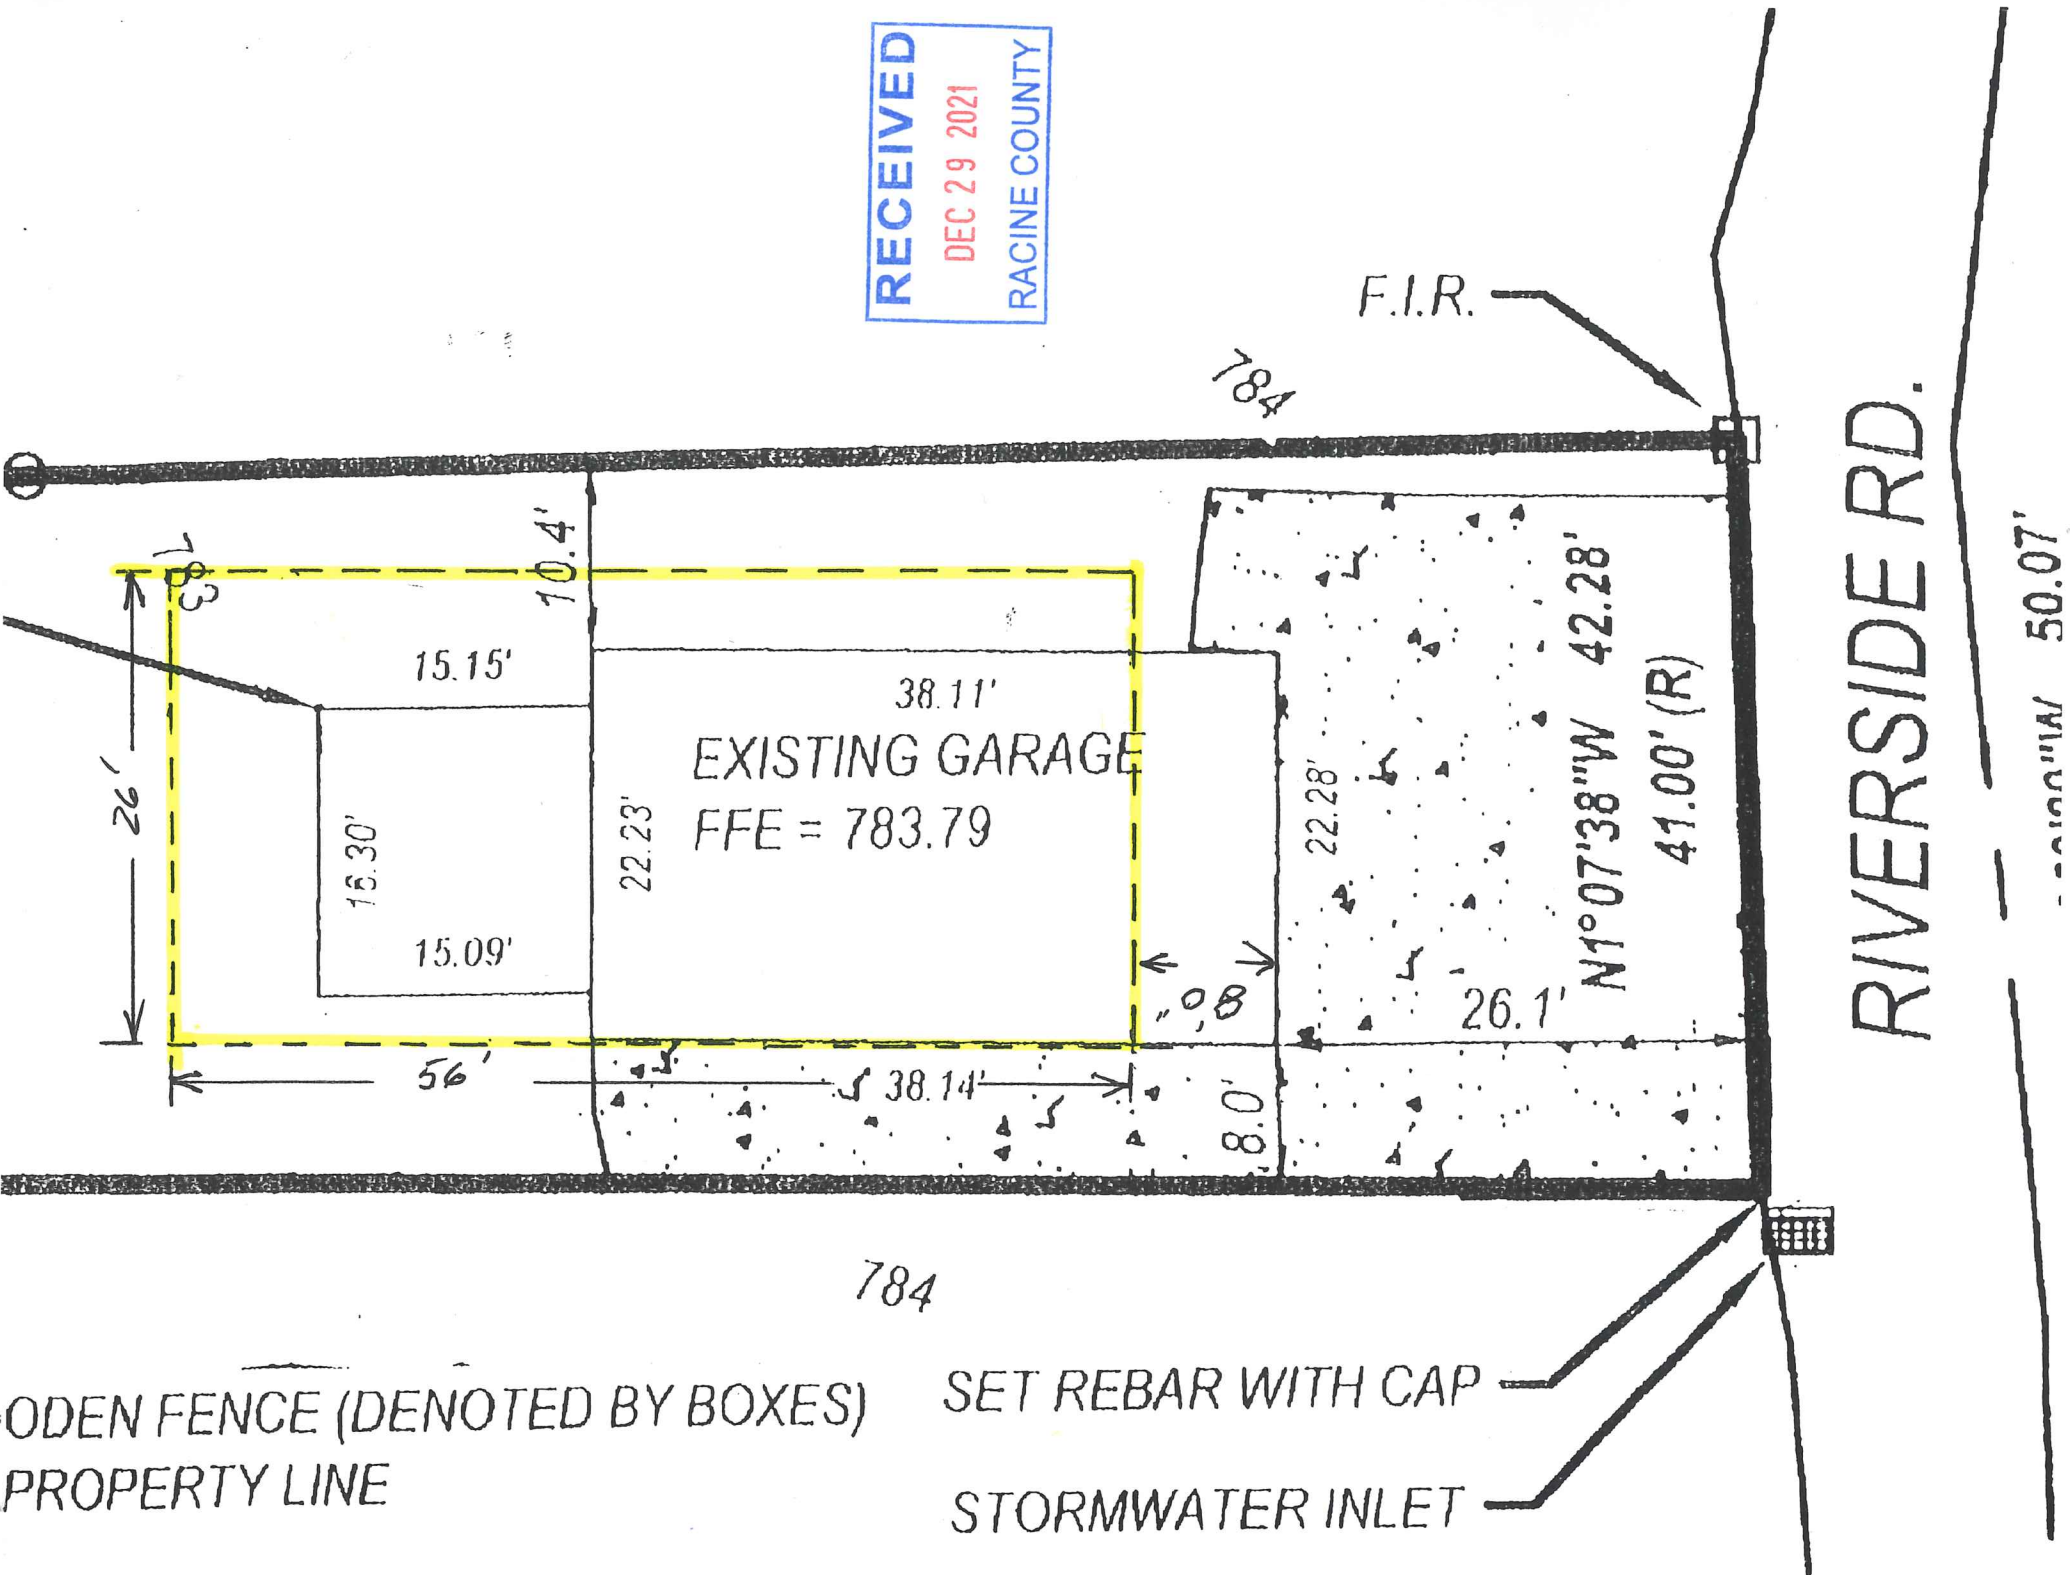 RECEIVED
DEC 29 2021
RACINE COUNTY
F.I.R.
784
783
10.4'
15.15'
38.11'
26'
EXISTING GARAGE
FFE = 783.79
16.30'
22.23'
22.28'
15.09'
8'0"
26.1'
N1°07'38"W 42.28'
41.00' (R)
RIVERSIDE RD.
50.07'
56'
38.14'
8.0'
784
ODEN FENCE (DENOTED BY BOXES)
PROPERTY LINE
SET REBAR WITH CAP
STORMWATER INLET